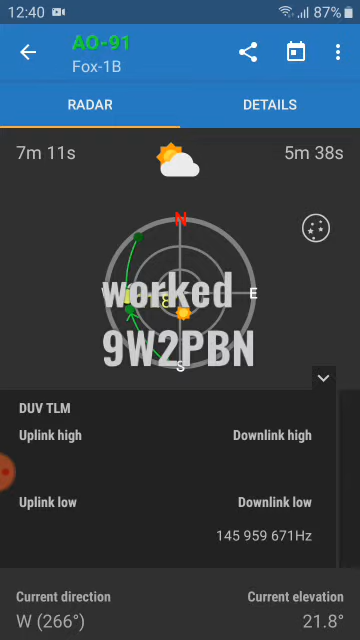 12:40
87%
AO-91
Fox-1B
RADAR
DETAILS
7m 11s
5m 38s
N
E
worked
9W2PBN
S
DUV TLM
Uplink high
Downlink high
Uplink low
Downlink low
145 959 671Hz
Current direction
Current elevation
W (266°)
21.8°